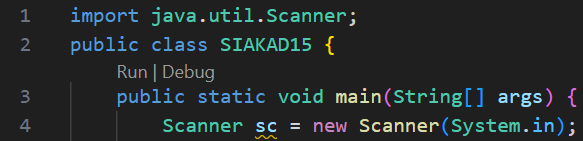 1 import java.util.Scanner;
2 public class SIAKAD15 {
Run | Debug
3 public static void main(String[] args) {
4 Scanner sc = new Scanner(System.in);